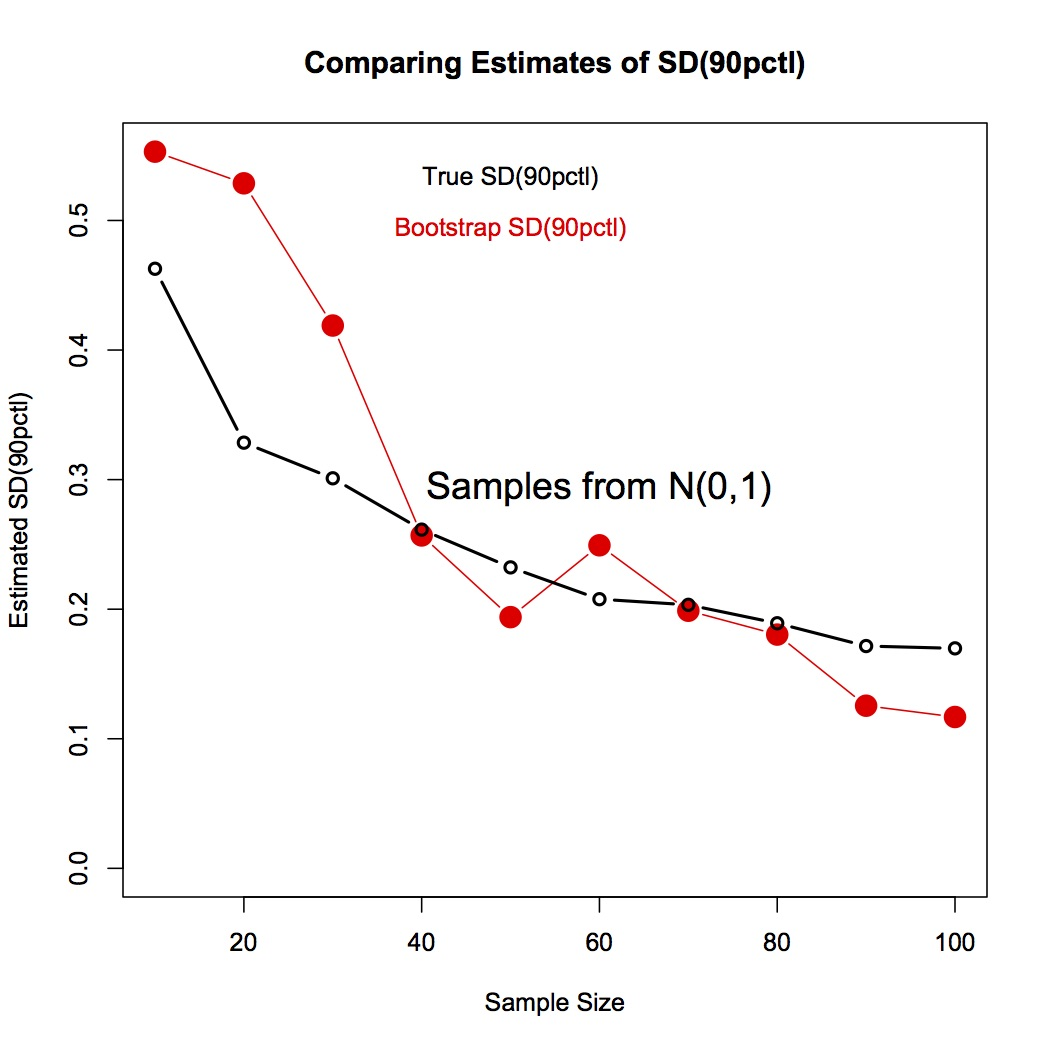 Comparing Estimates of SD(90pctl)
True SD(90pctl)
Bootstrap SD(90pctl)
Samples from N(0,1)
Estimated SD(90pctl)
0.5
0.4
0.3
0.2
0.1
0.0
20 40 60 80 100
Sample Size